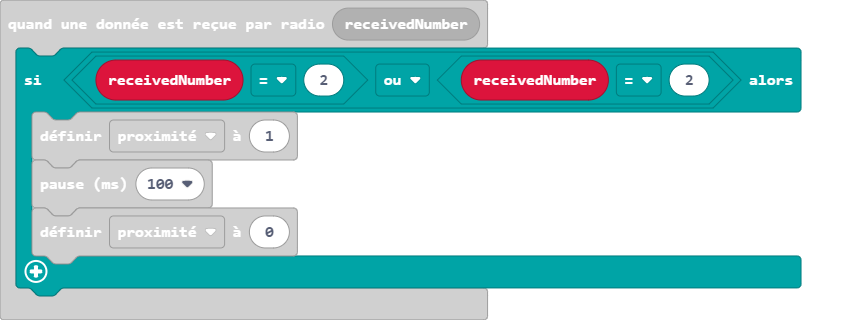 quand une donnée est reçue par radio receivedNumber
si receivedNumber = 2 ou receivedNumber = 2 alors
définir proximité à 1
pause (ms) 100
définir proximité à 0